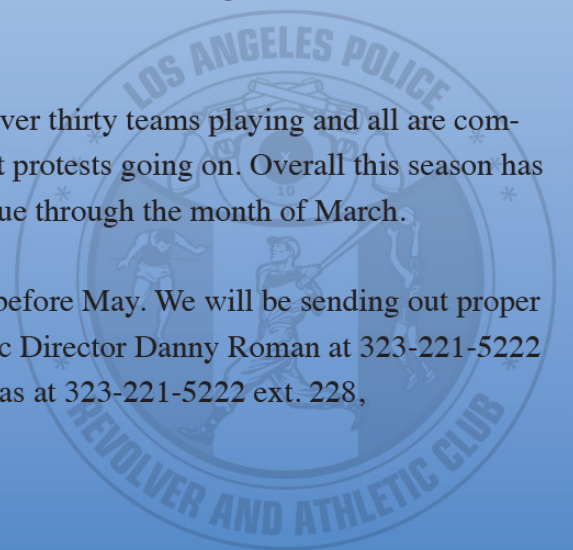 LOS ANGELES POLICE
ver thirty teams playing and all are com-
t protests going on. Overall this season has
ue through the month of March.
X
10
before May. We will be sending out proper
c Director Danny Roman at 323-221-5222
as at 323-221-5222 ext. 228,
REVOLVER AND ATHLETIC CLUB